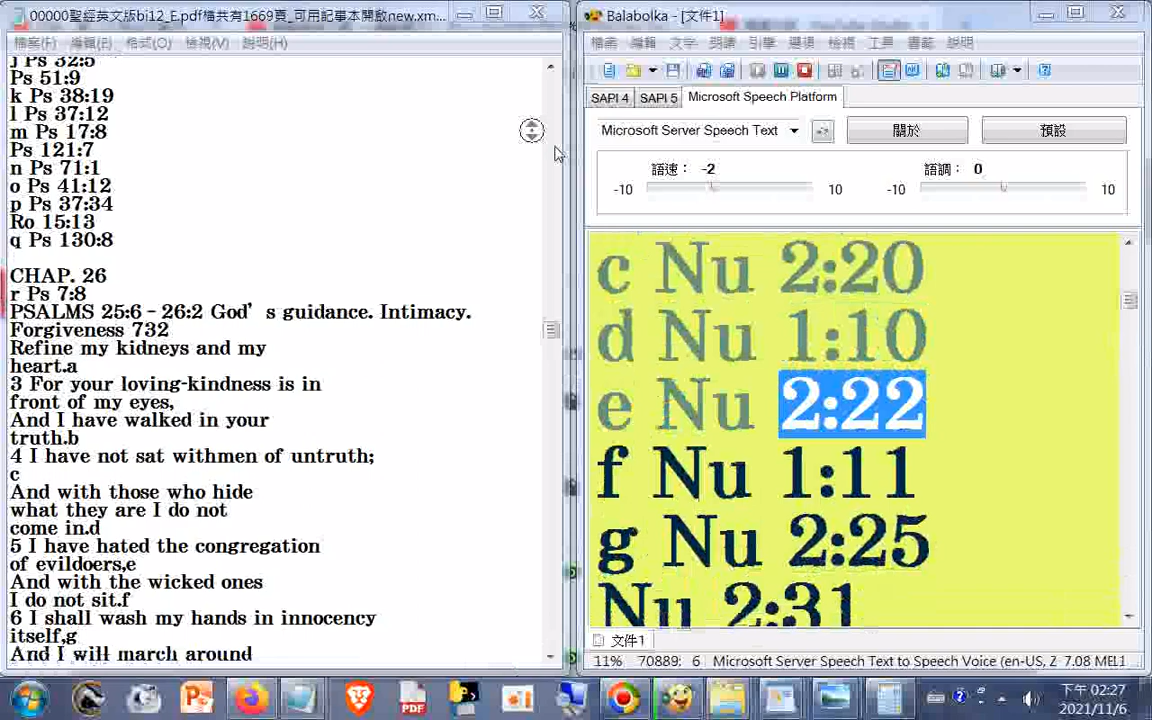 00000聖經英文版bi12_E.pdf檔共有1669頁_可用記事本開啟new.xm...
檔案(F) 編輯(E) 格式(O) 檢視(V) 說明(H)
j Ps 32:5
Ps 51:9
k Ps 38:19
l Ps 37:12
m Ps 17:8
Ps 121:7
n Ps 71:1
o Ps 41:12
p Ps 37:34
Ro 15:13
q Ps 130:8
CHAP. 26
r Ps 7:8
PSALMS 25:6–26:2 God’s guidance. Intimacy.
Forgiveness 732
Refine my kidneys and my
heart.a
3 For your loving-kindness is in
front of my eyes,
And I have walked in your
truth.b
4 I have not sat withmen of untruth;
c
And with those who hide
what they are I do not
come in.d
5 I have hated the congregation
of evildoers,e
And with the wicked ones
I do not sit.f
6 I shall wash my hands in innocency
itself,g
And I will march around
Balabolka - [文件1]
檔案 編輯 文字 朗讀 引擎 選項 檢視 工具 書籤 說明
SAPI 4 SAPI 5 Microsoft Speech Platform
Microsoft Server Speech Text 關於 預設
語速： -2 語調： 0
-10 10 -10 10
c Nu 2:20
d Nu 1:10
e Nu 2:22
f Nu 1:11
g Nu 2:25
Nu 2:31
文件1
11% 70889: 6 Microsoft Server Speech Text to Speech Voice (en-US, Z 7.08 МЕL1
PDF
下午 02:27
2021/11/6